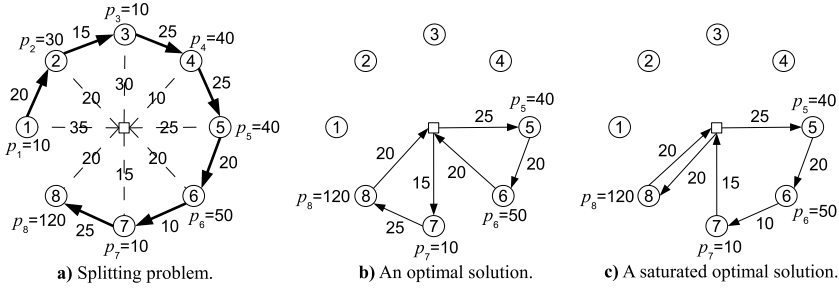 p3=10
15 3 25
p2=30 p4=40
2 4
30
20 20 10 25
1 35 25 5 p5=40
p1=10
20 20 20
15
8 6
p8=120 p6=50
25 7 10
p7=10
a) Splitting problem.
3
2 4
p5=40
1 25 5
20 20
15 20
8 6
p8=120 p6=50
25 7
p7=10
b) An optimal solution.
3
2 4
p5=40
1 25 5
20 20
20 15
8 6
p8=120 p6=50
7 10
p7=10
c) A saturated optimal solution.